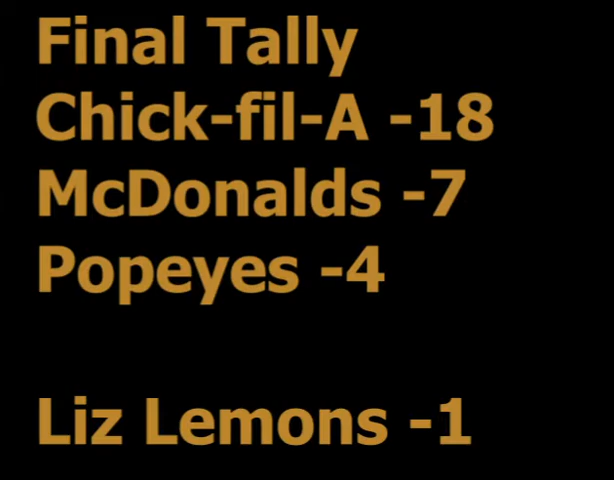 Final Tally
Chick-fil-A -18
McDonalds -7
Popeyes -4
Liz Lemons -1